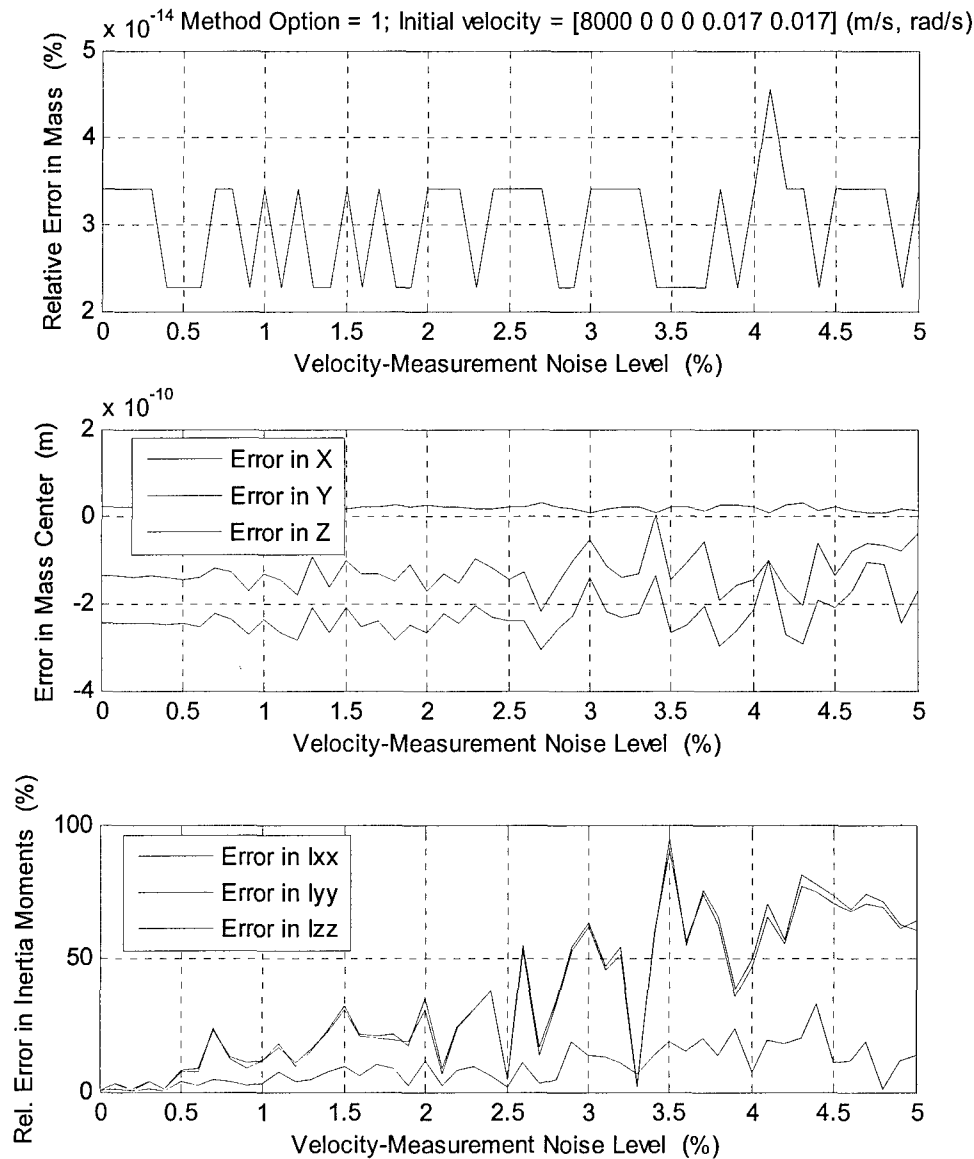 x 10^-14 Method Option = 1; Initial velocity = [8000 0 0 0 0.017 0.017] (m/s, rad/s)
Relative Error in Mass (%)
5
4
3
2
0 0.5 1 1.5 2 2.5 3 3.5 4 4.5 5
Velocity-Measurement Noise Level (%)
x 10^-10
Error in Mass Center (m)
2
0
-2
-4
Error in X
Error in Y
Error in Z
0 0.5 1 1.5 2 2.5 3 3.5 4 4.5 5
Velocity-Measurement Noise Level (%)
Rel. Error in Inertia Moments (%)
100
50
0
Error in Ixx
Error in Iyy
Error in Izz
0 0.5 1 1.5 2 2.5 3 3.5 4 4.5 5
Velocity-Measurement Noise Level (%)